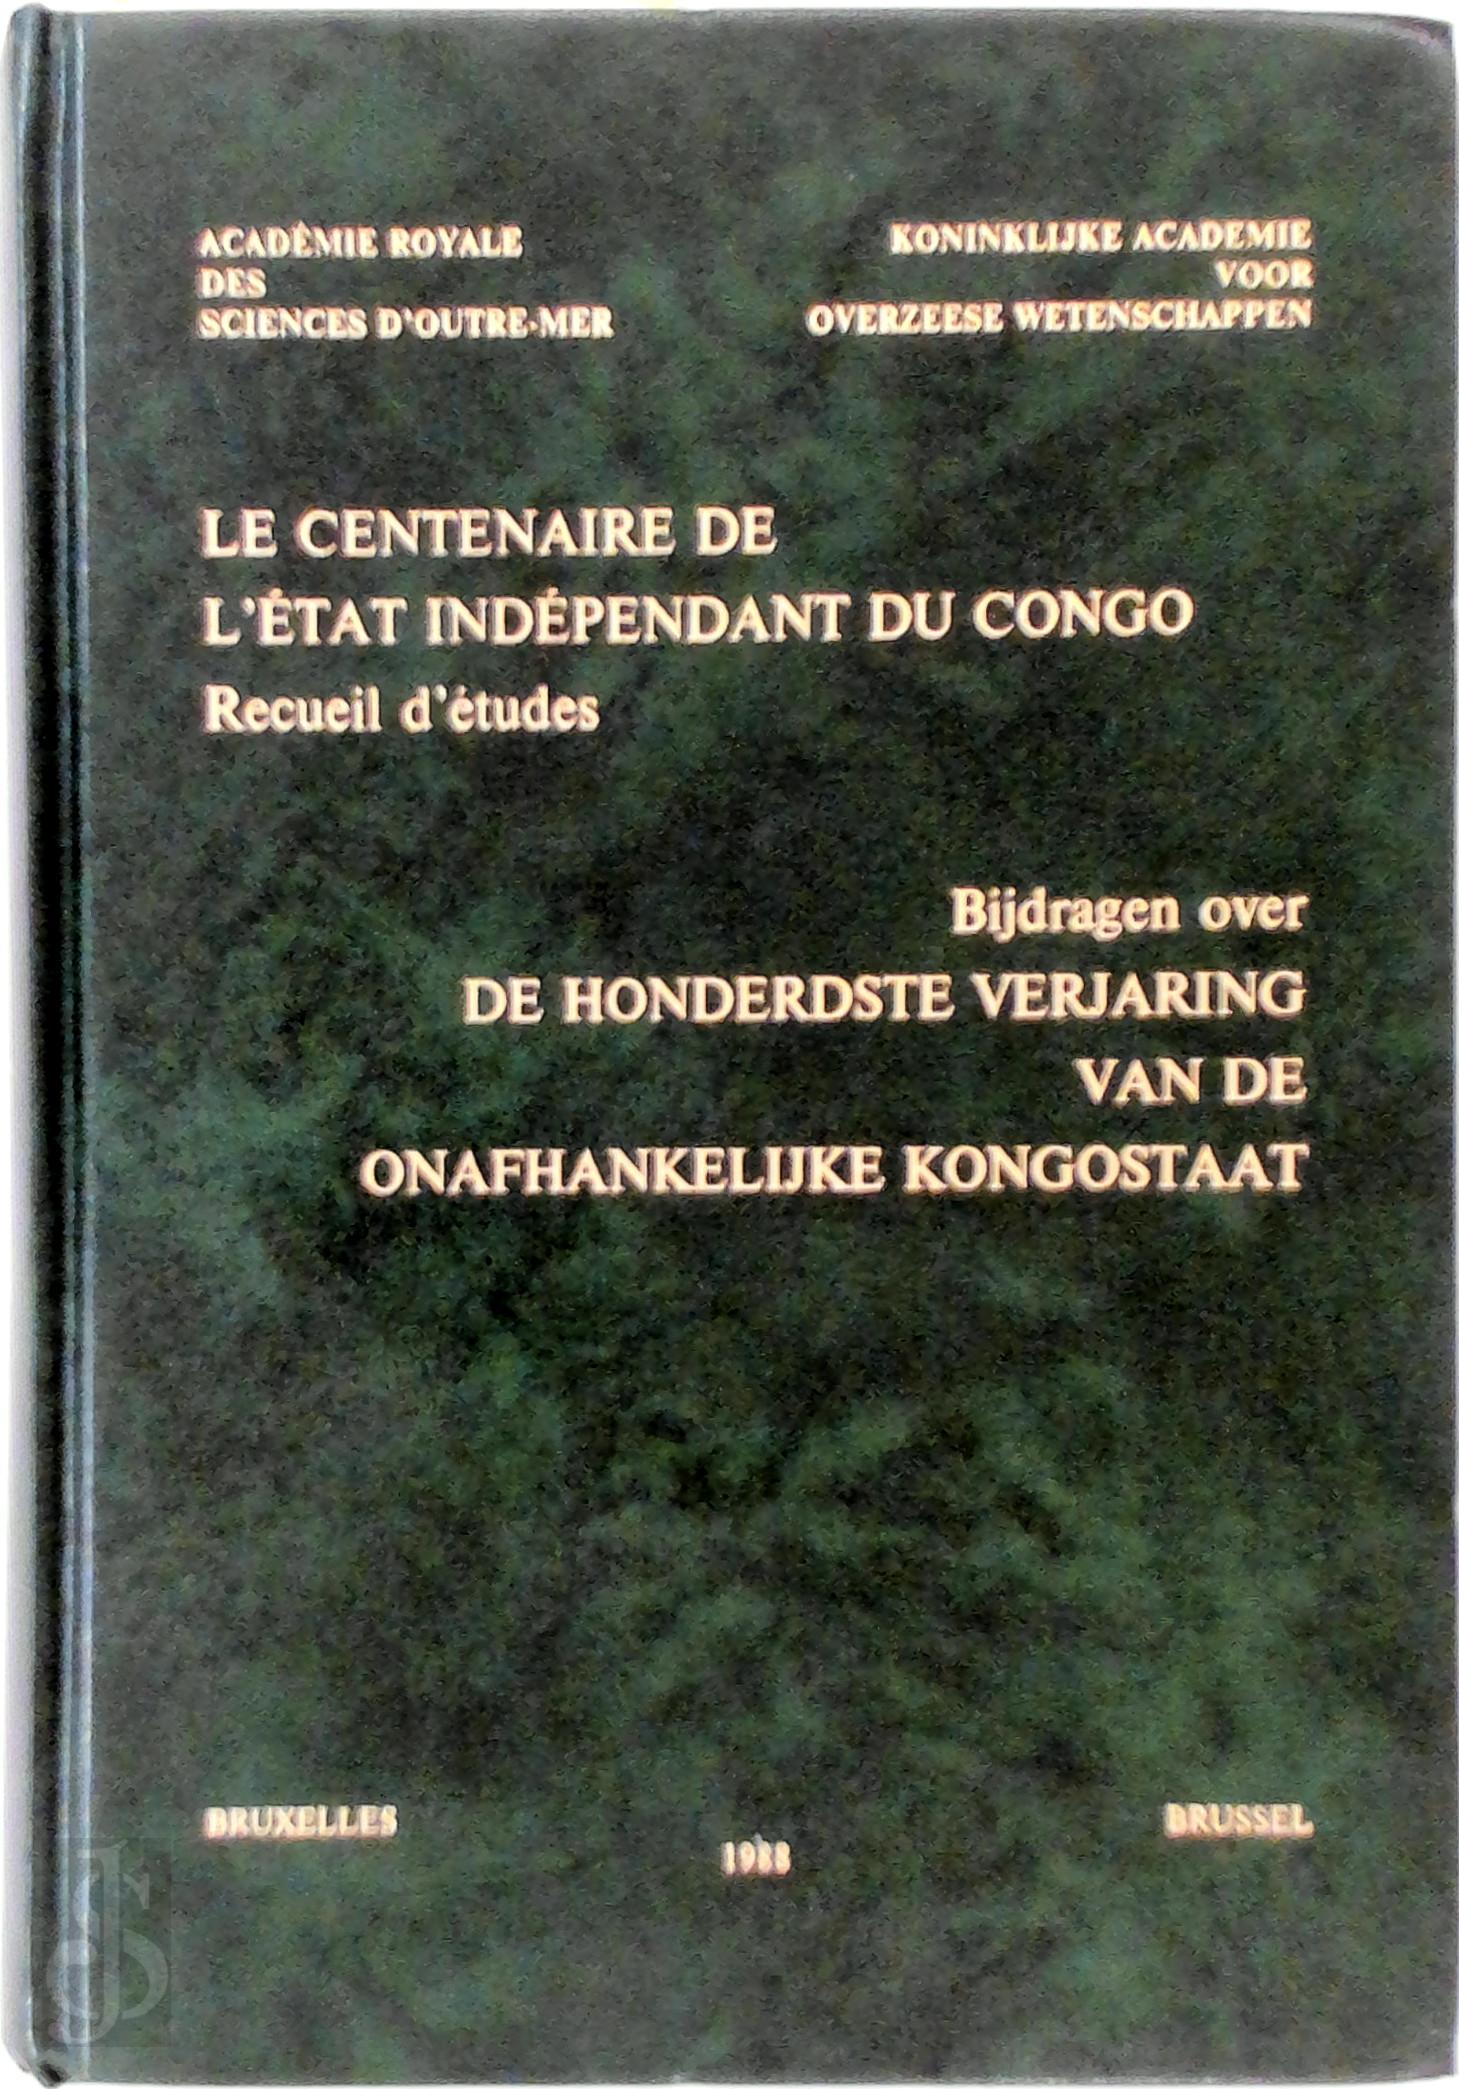 ACADÉMIE ROYALE
DES
SCIENCES D'OUTRE-MER
KONINKLIJKE ACADEMIE
VOOR
OVERZEESE WETENSCHAPPEN
LE CENTENAIRE DE
L'ÉTAT INDÉPENDANT DU CONGO
Recueil d'études
Bijdragen over
DE HONDERDSTE VERJARING
VAN DE
ONAFHANKELIJKE KONGOSTAAT
BRUXELLES
BRUSSEL
1988